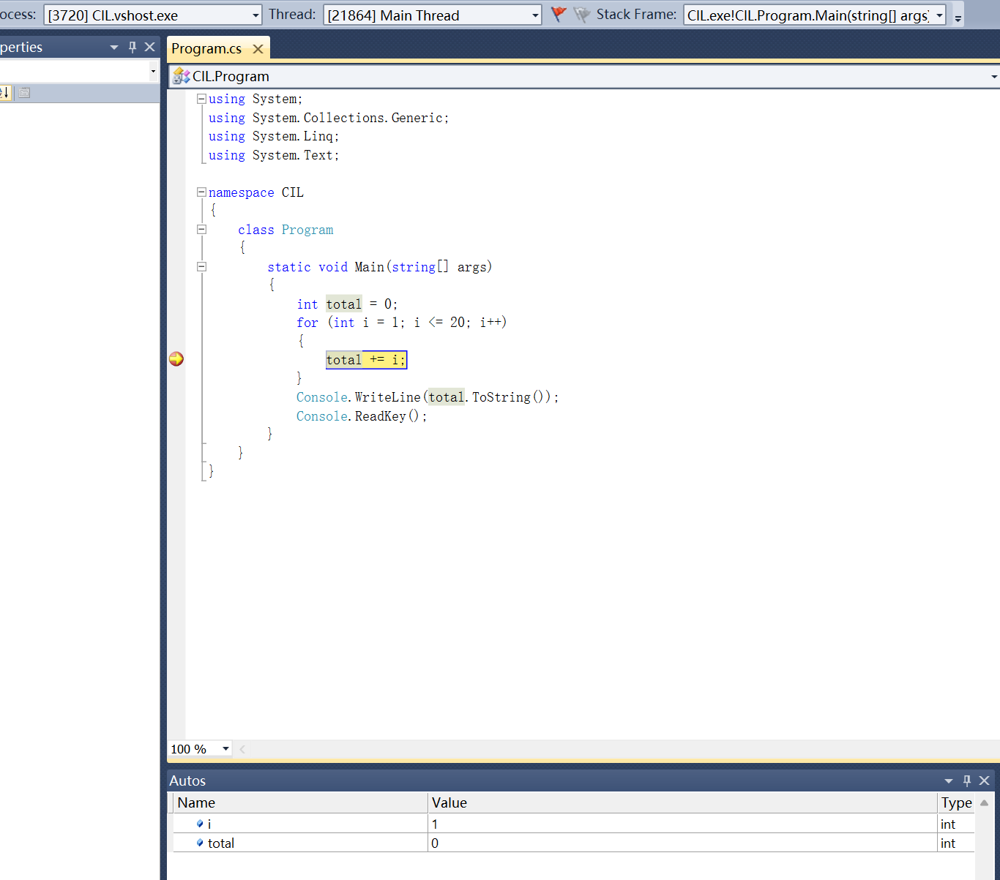 ocess: [3720] CIL.vshost.exe Thread: [21864] Main Thread Stack Frame: CIL.exe!CIL.Program.Main(string[] args)
perties
Program.cs
CIL.Program
using System;
using System.Collections.Generic;
using System.Linq;
using System.Text;
namespace CIL
{
class Program
{
static void Main(string[] args)
{
int total = 0;
for (int i = 1; i <= 20; i++)
{
total += i;
}
Console.WriteLine(total.ToString());
Console.ReadKey();
}
}
}
100 %
Autos
Name Value Type
i 1 int
total 0 int